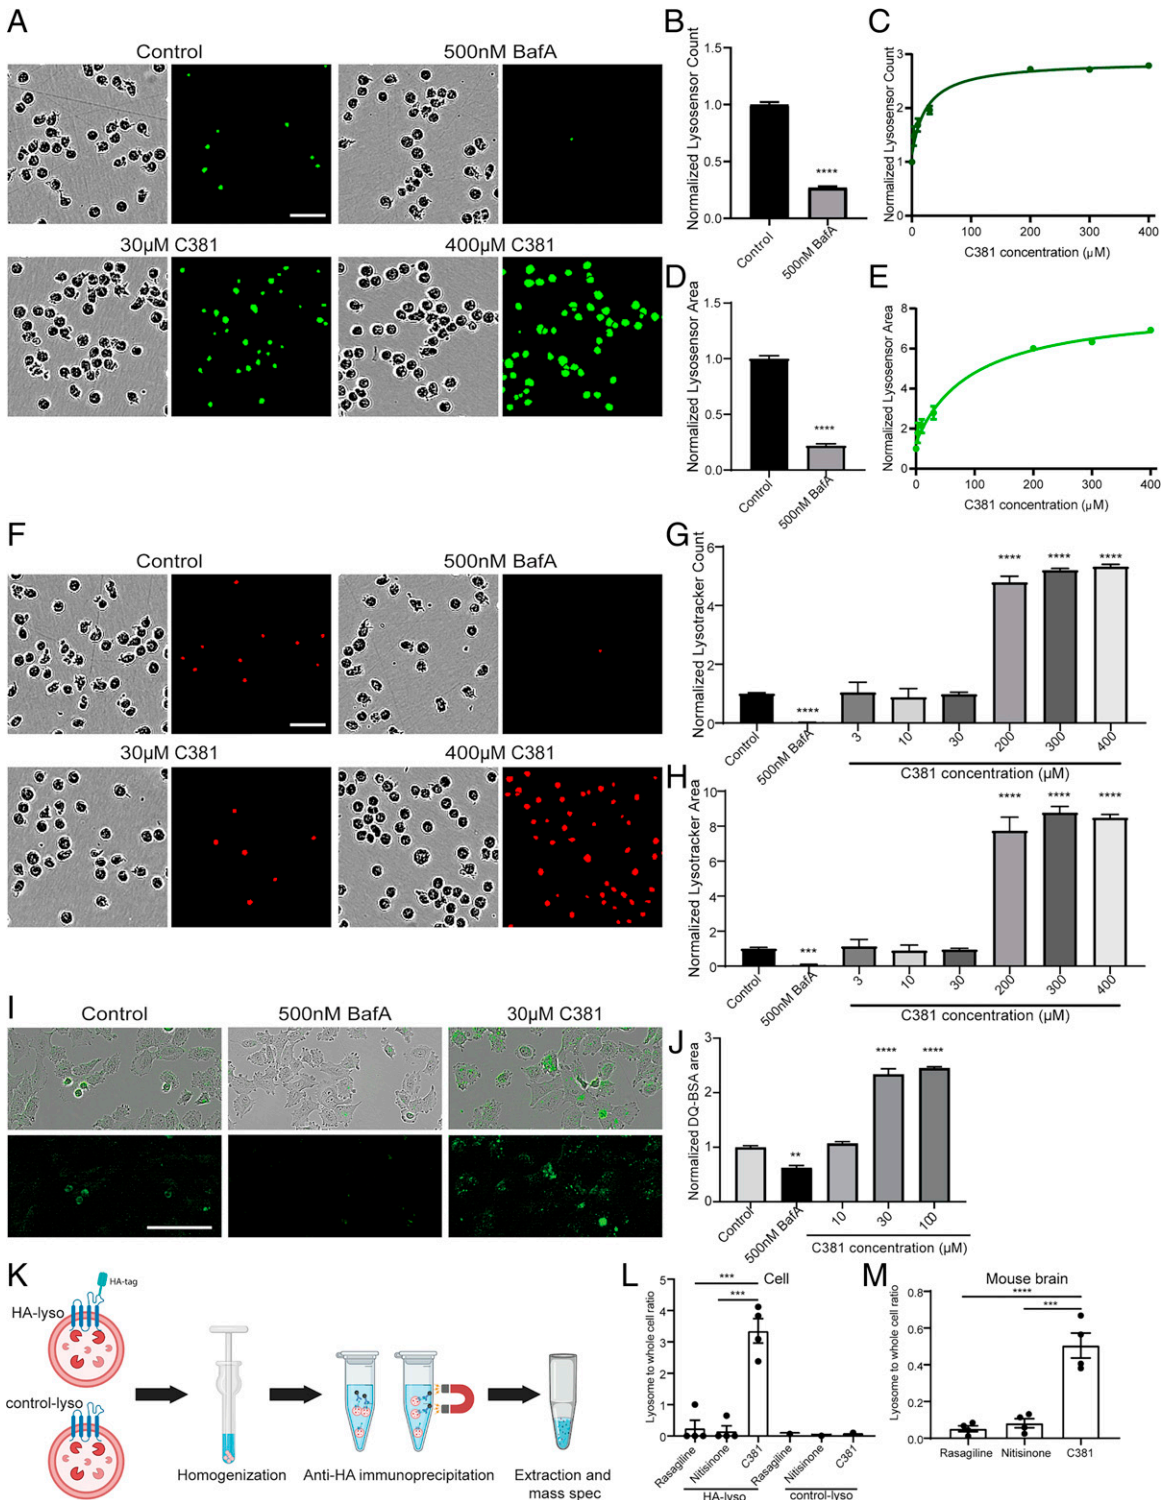 A
Control
500nM BafA
30µM C381
400µM C381
B
Normalized Lysosensor Count
1.5
1.0
0.5
0.0
****
Control
500nM BafA
C
Normalized Lysosensor Count
3
2
1
0
100
200
300
400
C381 concentration (µM)
D
Normalized Lysosensor Area
1.5
1.0
0.5
0.0
****
Control
500nM BafA
E
Normalized Lysosensor Area
8
6
4
2
0
0
100
200
300
400
C381 concentration (µM)
F
Control
500nM BafA
30µM C381
400µM C381
G
Normalized Lysotracker Count
6
4
2
0
****
**** **** ****
Control
500nM BafA
3
10
30
200
300
400
C381 concentration (µM)
H
Normalized Lysotracker Area
10
8
6
4
2
0
***
**** **** ****
Control
500nM BafA
3
10
30
200
300
400
C381 concentration (µM)
I
Control
500nM BafA
30µM C381
J
Normalized DQ-BSA area
3
2
1
0
**
**** ****
Control
500nM BafA
10
30
100
C381 concentration (µM)
K
HA-tag
HA-lyso
control-lyso
Homogenization
Anti-HA immunoprecipitation
Extraction and
mass spec
L
Cell
Lysosome to whole cell ratio
5
4
3
2
1
0
***
***
Rasagiline
Nitisinone
C381
Rasagiline
Nitisinone
C381
HA-lyso
control-lyso
M
Mouse brain
Lysosome to whole cell ratio
0.8
0.6
0.4
0.2
0.0
****
***
Rasagiline
Nitisinone
C381